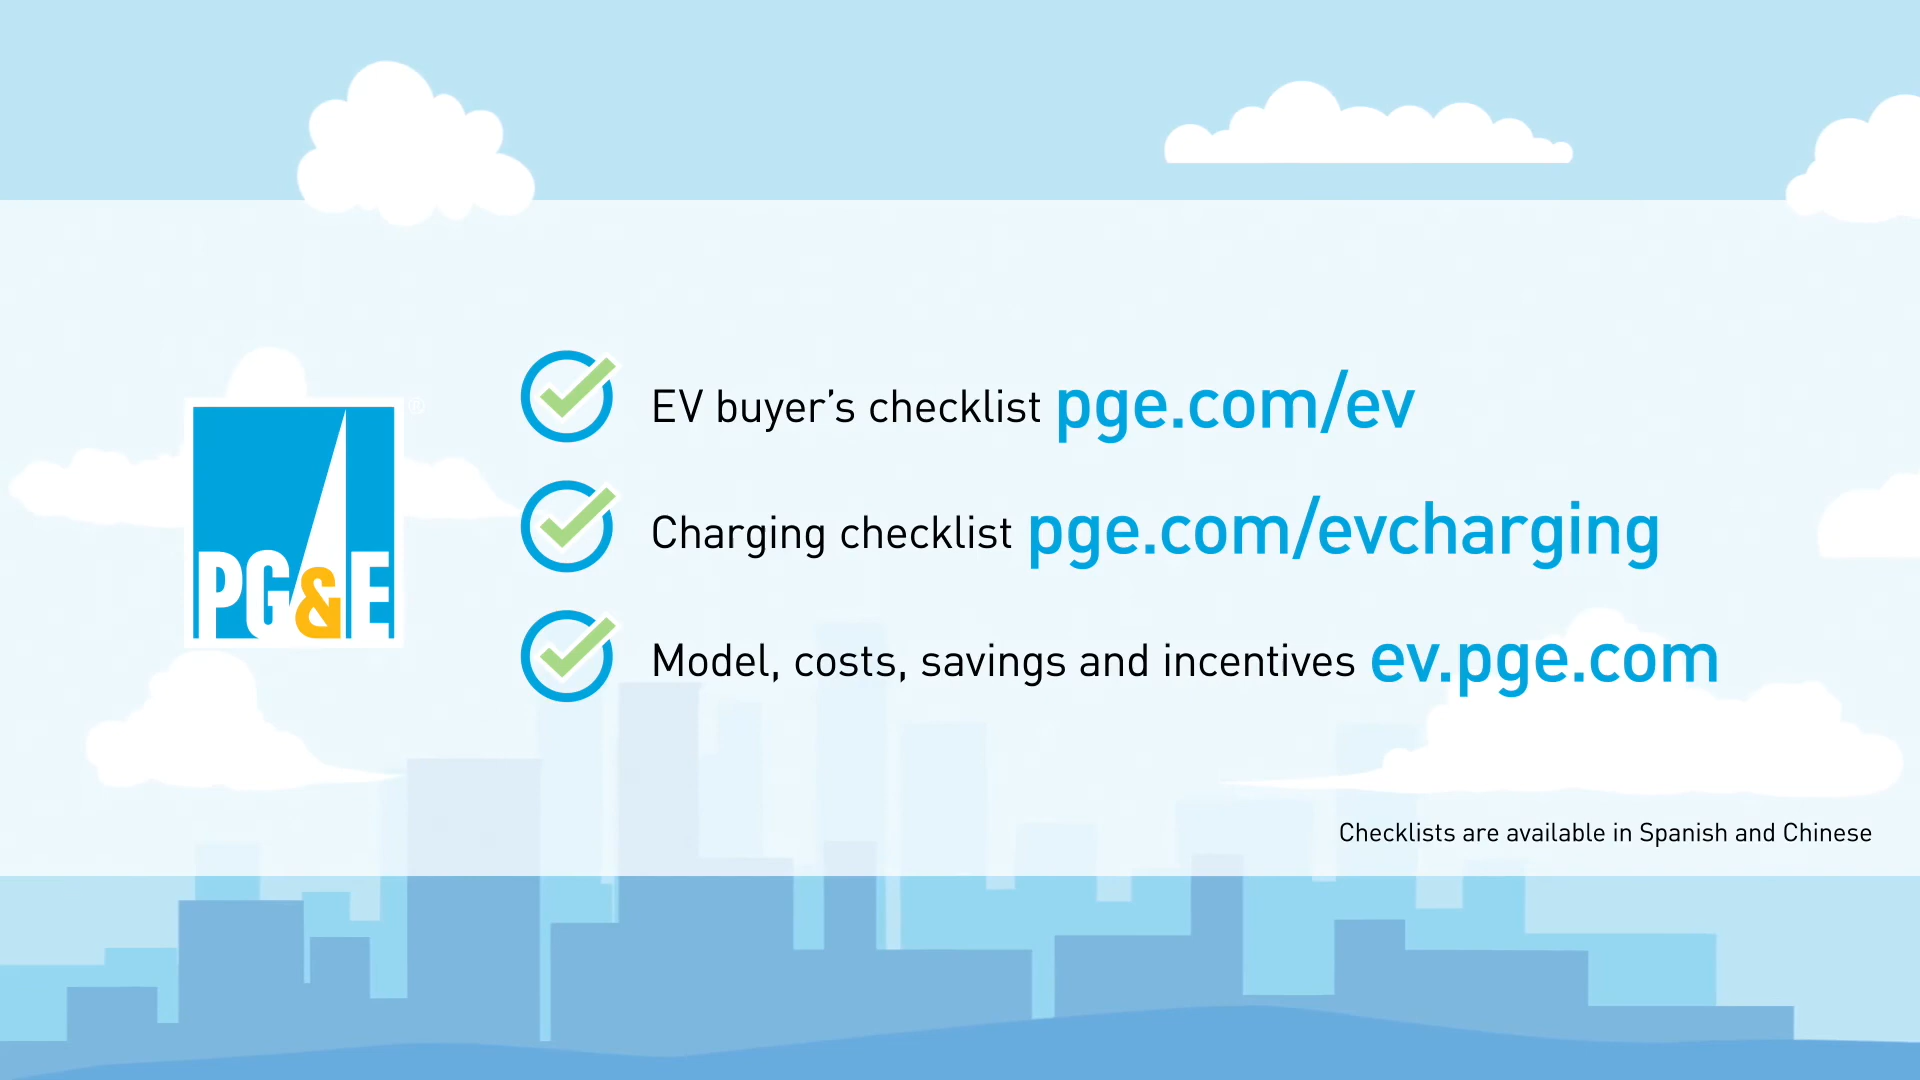 PG&E®
EV buyer’s checklist pge.com/ev
Charging checklist pge.com/evcharging
Model, costs, savings and incentives ev.pge.com
Checklists are available in Spanish and Chinese